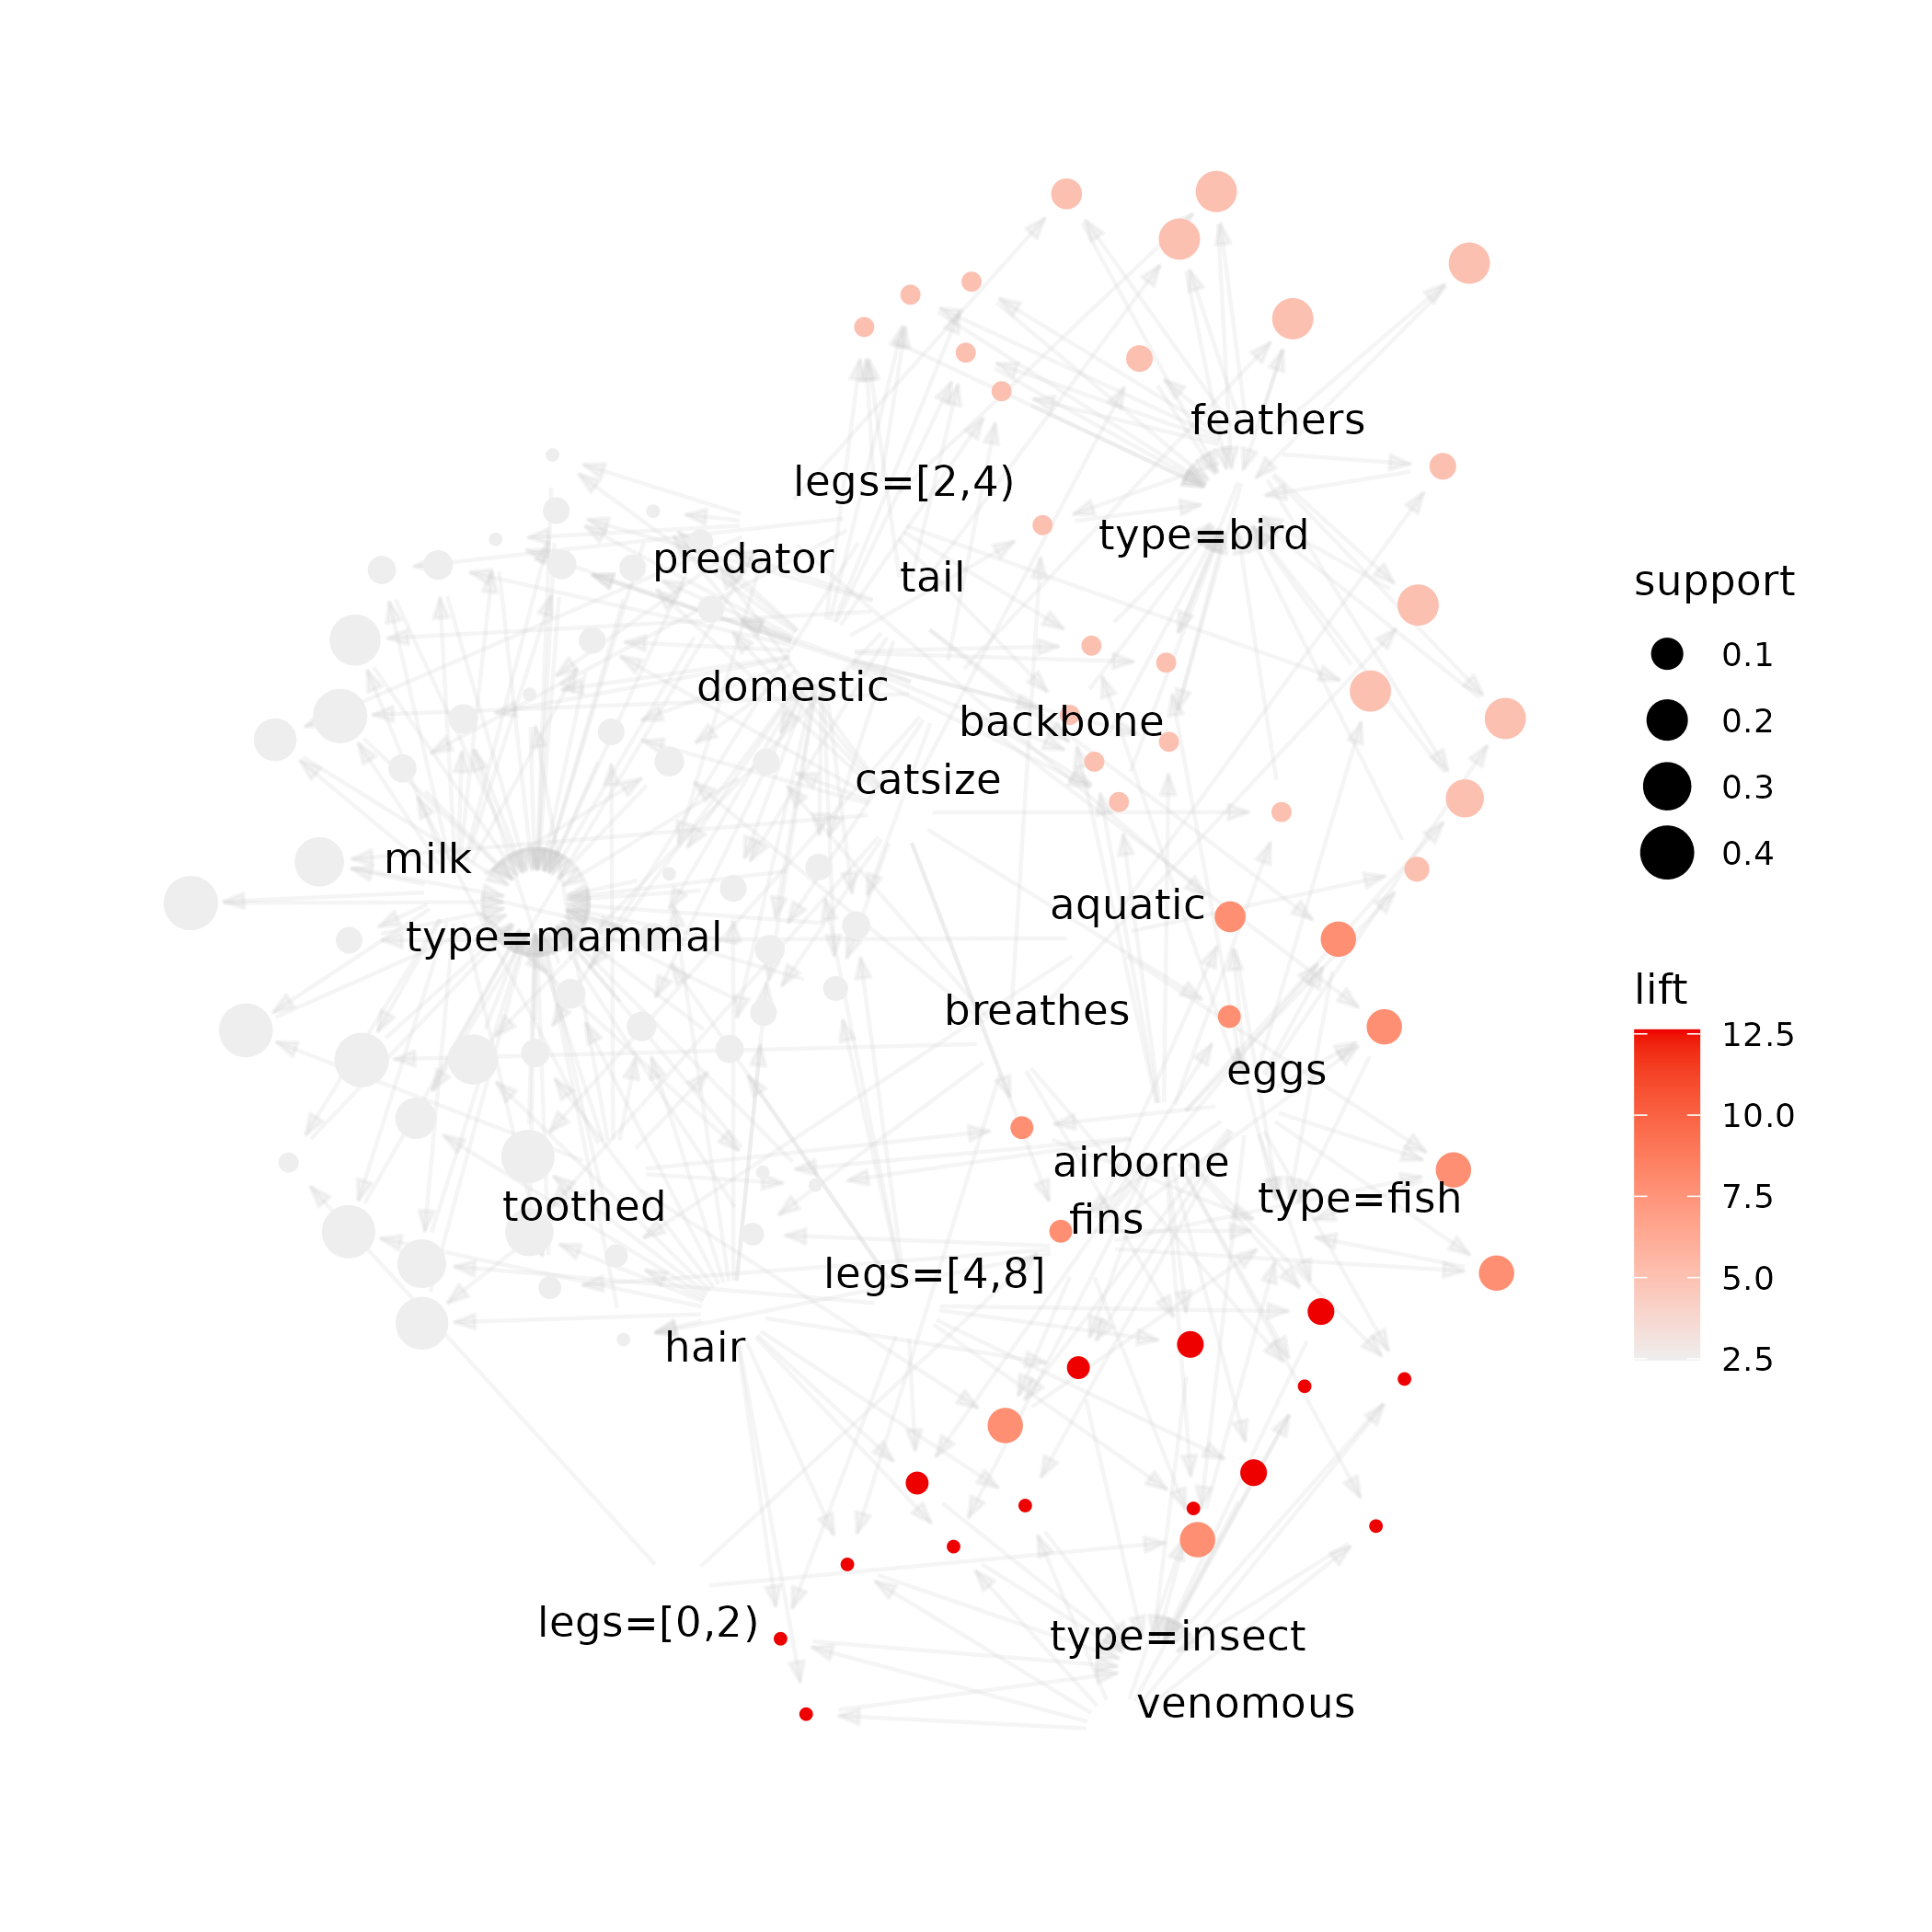 feathers
legs=[2,4)
type=bird
predator
tail
domestic
backbone
catsize
milk
aquatic
type=mammal
breathes
eggs
airborne
type=fish
toothed
fins
legs=[4,8]
hair
legs=[0,2)
type=insect
venomous
support
0.1
0.2
0.3
0.4
lift
12.5
10.0
7.5
5.0
2.5